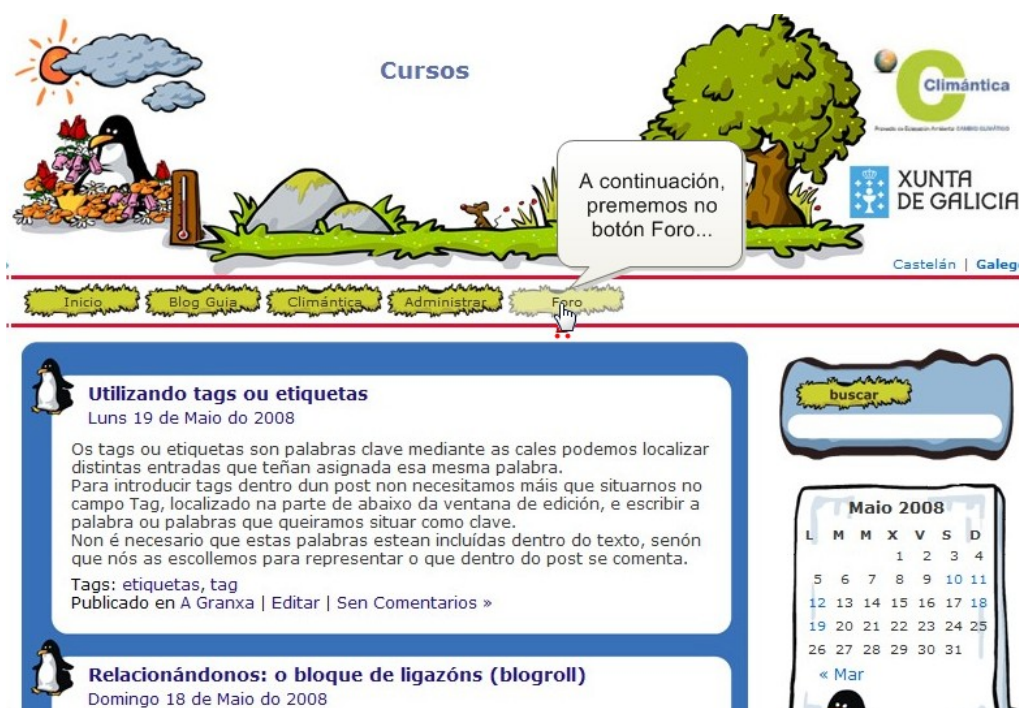 Cursos
Climántica
XUNTA
DE GALICIA
A continuación,
prememos no
botón Foro...
Castelán | Galeg
Inicio
Blog Guia
Climántica
Administrar
Foro
Utilizando tags ou etiquetas
Luns 19 de Maio do 2008
Os tags ou etiquetas son palabras clave mediante as cales podemos localizar
distintas entradas que teñan asignada esa mesma palabra.
Para introducir tags dentro dun post non necesitamos máis que situarnos no
campo Tag, localizado na parte de abaixo da ventana de edición, e escribir a
palabra ou palabras que queiramos situar como clave.
Non é necesario que estas palabras estean incluídas dentro do texto, senón
que nós as escollemos para representar o que dentro do post se comenta.
Tags: etiquetas, tag
Publicado en A Granxa | Editar | Sen Comentarios »
Relacionándonos: o bloque de ligazóns (blogroll)
Domingo 18 de Maio do 2008
buscar
Maio 2008
L M M X V S D
1 2 3 4
5 6 7 8 9 10 11
12 13 14 15 16 17 18
19 20 21 22 23 24 25
26 27 28 29 30 31
« Mar